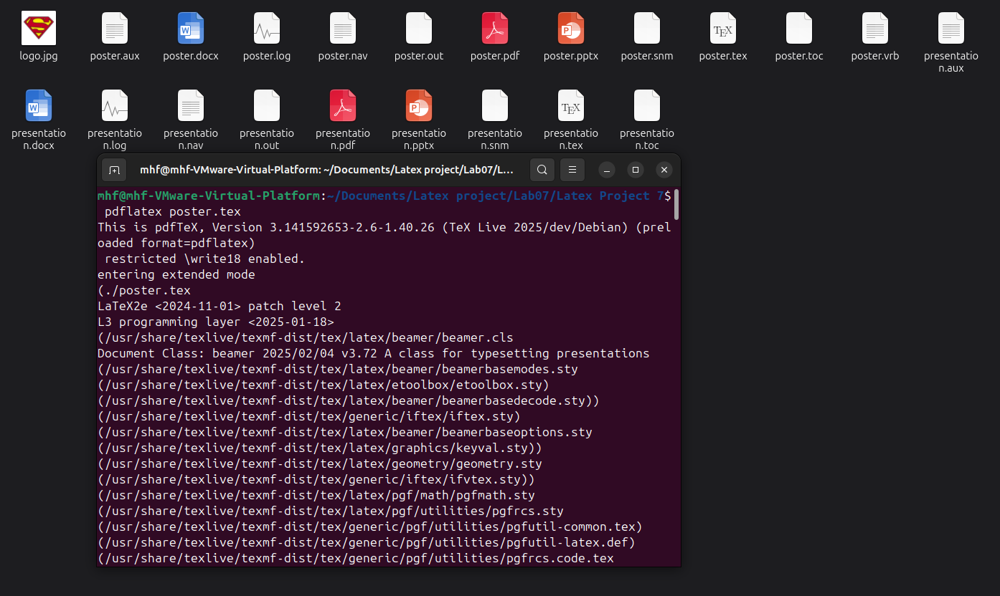 logo.jpg
poster.aux
poster.docx
poster.log
poster.nav
poster.out
poster.pdf
poster.pptx
poster.snm
poster.tex
poster.toc
poster.vrb
presentatio
n.aux
presentatio
n.docx
presentatio
n.log
presentatio
n.nav
presentatio
n.out
presentatio
n.pdf
presentatio
n.pptx
presentatio
n.snm
presentatio
n.tex
presentatio
n.toc
W
P
TEX
W
P
TEX
mhf@mhf-VMware-Virtual-Platform: ~/Documents/Latex project/Lab07/L...
mhf@mhf-VMware-Virtual-Platform:~/Documents/Latex project/Lab07/Latex Project 7$
 pdflatex poster.tex
This is pdfTeX, Version 3.141592653-2.6-1.40.26 (TeX Live 2025/dev/Debian) (prel
oaded format=pdflatex)
 restricted \write18 enabled.
entering extended mode
(./poster.tex
LaTeX2e <2024-11-01> patch level 2
L3 programming layer <2025-01-18>
(/usr/share/texlive/texmf-dist/tex/latex/beamer/beamer.cls
Document Class: beamer 2025/02/04 v3.72 A class for typesetting presentations
(/usr/share/texlive/texmf-dist/tex/latex/beamer/beamerbasemodes.sty
(/usr/share/texlive/texmf-dist/tex/latex/etoolbox/etoolbox.sty)
(/usr/share/texlive/texmf-dist/tex/latex/beamer/beamerbasedecode.sty))
(/usr/share/texlive/texmf-dist/tex/generic/iftex/iftex.sty)
(/usr/share/texlive/texmf-dist/tex/latex/beamer/beamerbaseoptions.sty
(/usr/share/texlive/texmf-dist/tex/latex/graphics/keyval.sty))
(/usr/share/texlive/texmf-dist/tex/latex/geometry/geometry.sty
(/usr/share/texlive/texmf-dist/tex/generic/iftex/ifvtex.sty))
(/usr/share/texlive/texmf-dist/tex/latex/pgf/math/pgfmath.sty
(/usr/share/texlive/texmf-dist/tex/latex/pgf/utilities/pgfrcs.sty
(/usr/share/texlive/texmf-dist/tex/generic/pgf/utilities/pgfutil-common.tex)
(/usr/share/texlive/texmf-dist/tex/generic/pgf/utilities/pgfutil-latex.def)
(/usr/share/texlive/texmf-dist/tex/generic/pgf/utilities/pgfrcs.code.tex